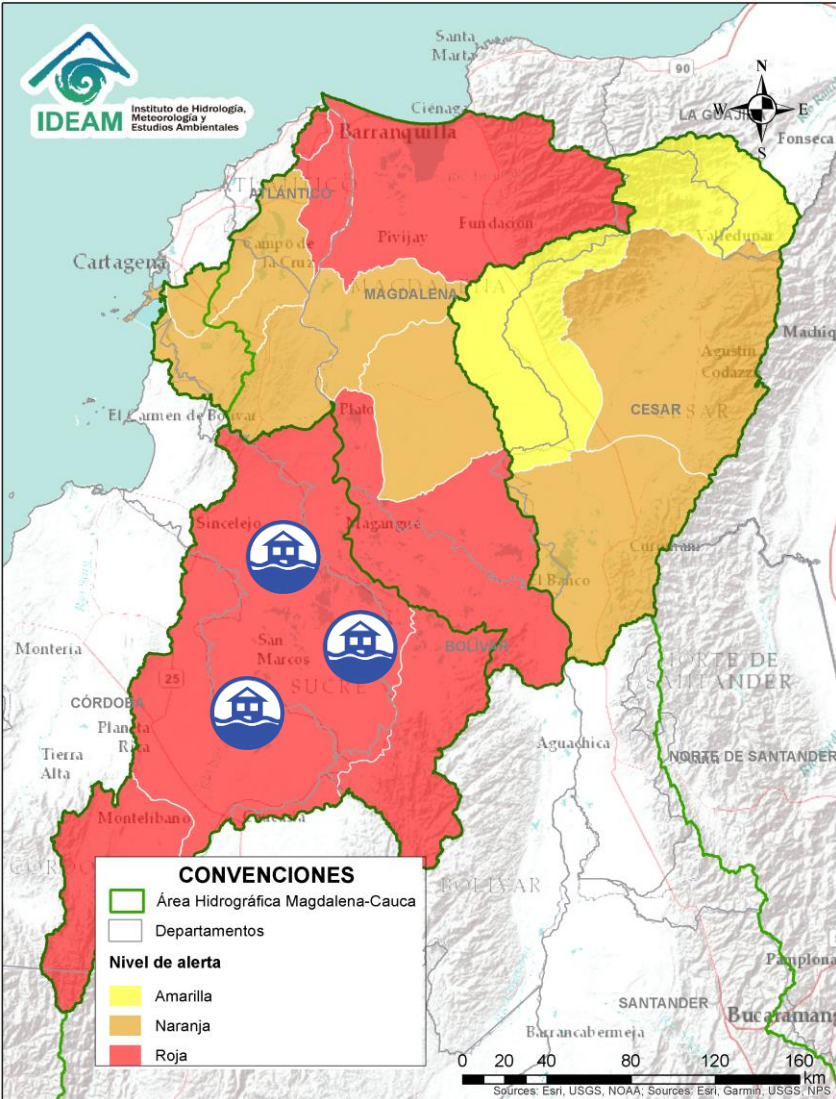 IDEAM
Instituto de Hidrología,
Meteorología y
Estudios Ambientales
Santa
Marta
90
N
W
E
S
Ciénaga
LA GUAJIRA
Fonseca
Barranquilla
ATLÁNTICO
Pivijay
Fundación
Valledupar
Campo de
la Cruz
Cartagena
MAGDALENA
Agustín
Codazzi
Plato
CESAR
El Carmen de Bolívar
Sincelejo
Magangué
El Banco
San
Marcos
SUCRE
BOLÍVAR
Montería
25
CÓRDOBA
Planeta
Rica
Tierra
Alta
NORTE DE
SANTANDER
Aguachica
NORTE DE SANTANDER
Montelíbano
BOLÍVAR
CONVENCIONES
Área Hidrográfica Magdalena-Cauca
Departamentos
Nivel de alerta
Amarilla
Naranja
Roja
Pamplona
SANTANDER
Bucaramang
Barrancabermeja
0 20 40 80 120 160
km
Sources: Esri, USGS, NOAA; Sources: Esri, Garmin, USGS, NPS